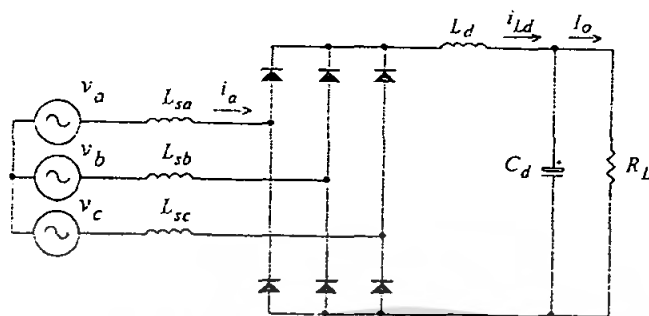 L_d i_Ld I_o
v_a L_sa i_a
v_b L_sb
v_c L_sc
C_d + R_L